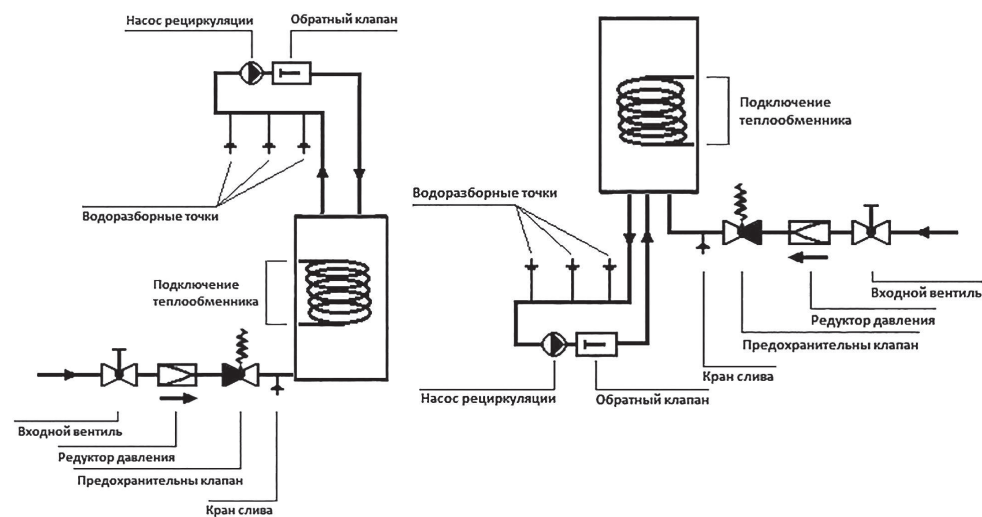 Насос рециркуляции
Обратный клапан
Водоразборные точки
Подключение
теплообменника
Входной вентиль
Редуктор давления
Предохранительны клапан
Кран слива
Подключение
теплообменника
Водоразборные точки
Входной вентиль
Редуктор давления
Предохранительны клапан
Кран слива
Насос рециркуляции
Обратный клапан